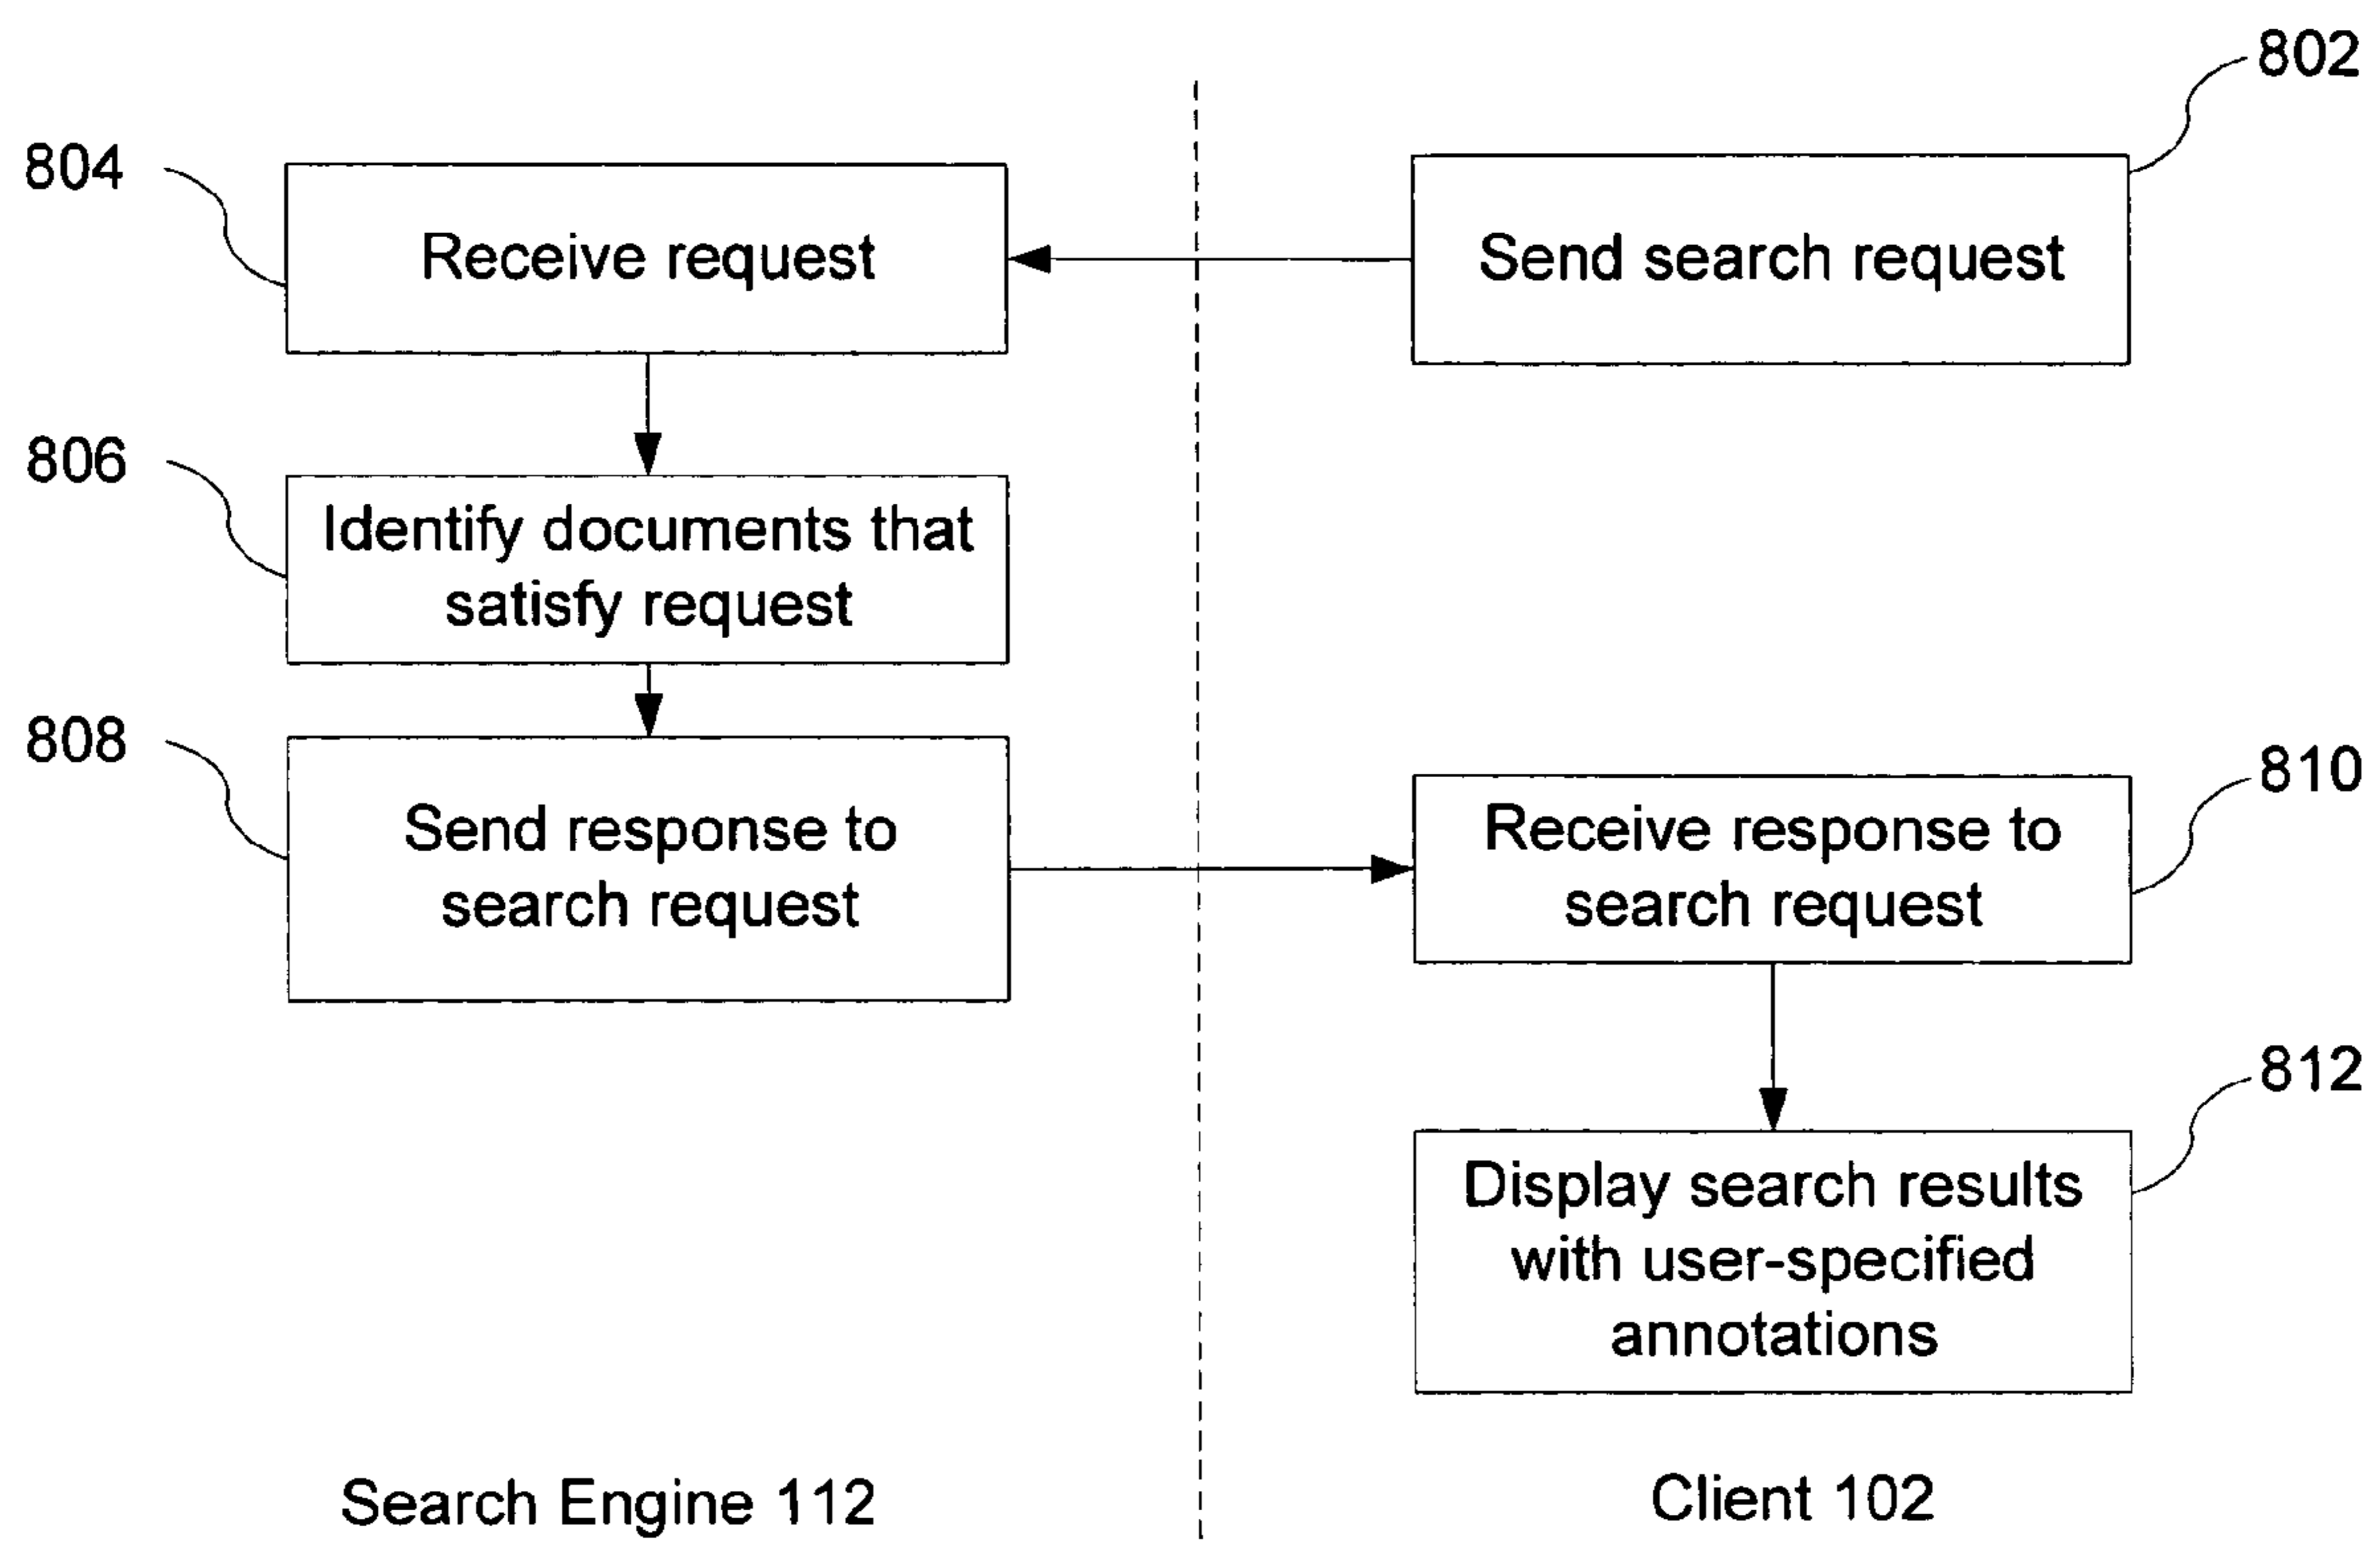 802
804
Receive request
Send search request
806
Identify documents that
satisfy request
808
Send response to
search request
810
Receive response to
search request
812
Display search results
with user-specified
annotations
Search Engine 112
Client 102